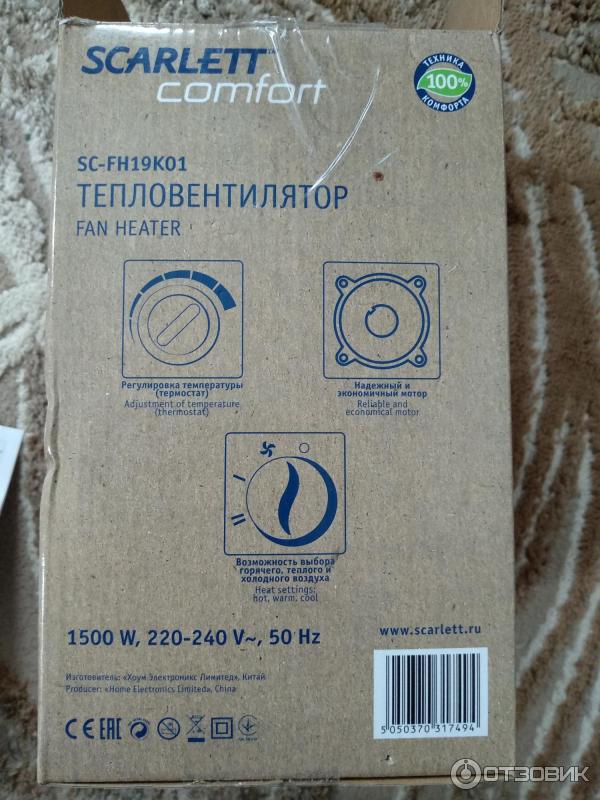 SCARLETT
comfort
ТЕХНИКА
100%
КОМФОРТА
SC-FH19K01
ТЕПЛОВЕНТИЛЯТОР
FAN HEATER
Регулировка температуры
(термостат)
Adjustment of temperature
(thermostat)
Надежный и
экономичный мотор
Reliable and
economical motor
I
II
Возможность выбора
горячего, теплого и
холодного воздуха
Heat settings:
hot, warm, cool
1500 W, 220-240 V~, 50 Hz
www.scarlett.ru
Изготовитель: «Хоум Электроникс Лимитед», Китай
Producer: «Home Electronics Limited», China
CE EAC
5 050370 317494
ОТЗОВИК